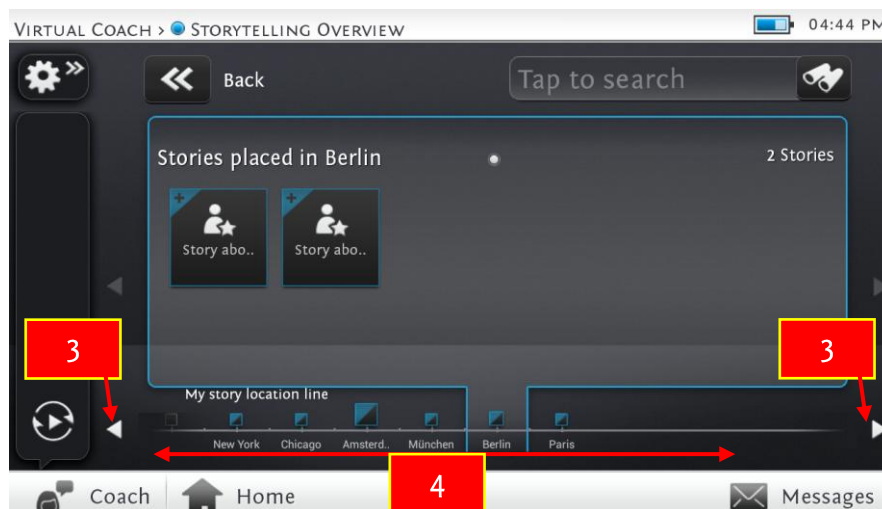 VIRTUAL COACH > STORYTELLING OVERVIEW
04:44 PM
Back
Tap to search
Stories placed in Berlin
2 Stories
Story abo..
Story abo..
3
3
My story location line
New York
Chicago
Amsterd..
München
Berlin
Paris
4
Coach
Home
Messages